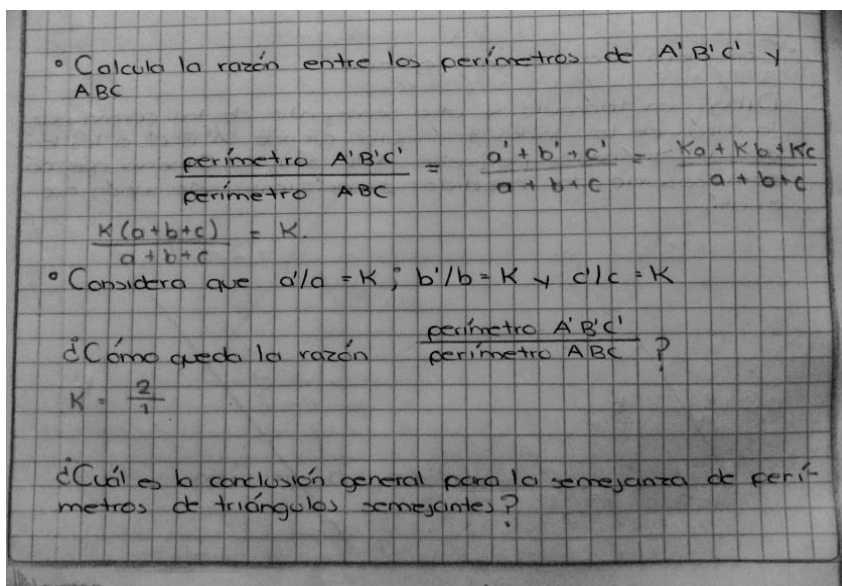 ° Calcula la razón entre los perímetros de A' B' C' y
ABC
perímetro A'B'C' / perímetro ABC = a' + b' + c' / a + b + c = Ka + Kb + Kc / a + b + c
K(a+b+c) / a+b+c = K.
° Considera que a'/a = K ; b'/b = K y c'/c = K
¿Cómo queda la razón perímetro A'B'C' / perímetro ABC ?
K = 2/1
¿Cuál es la conclusión general para la semejanza de perí-
metros de triángulos semejantes?